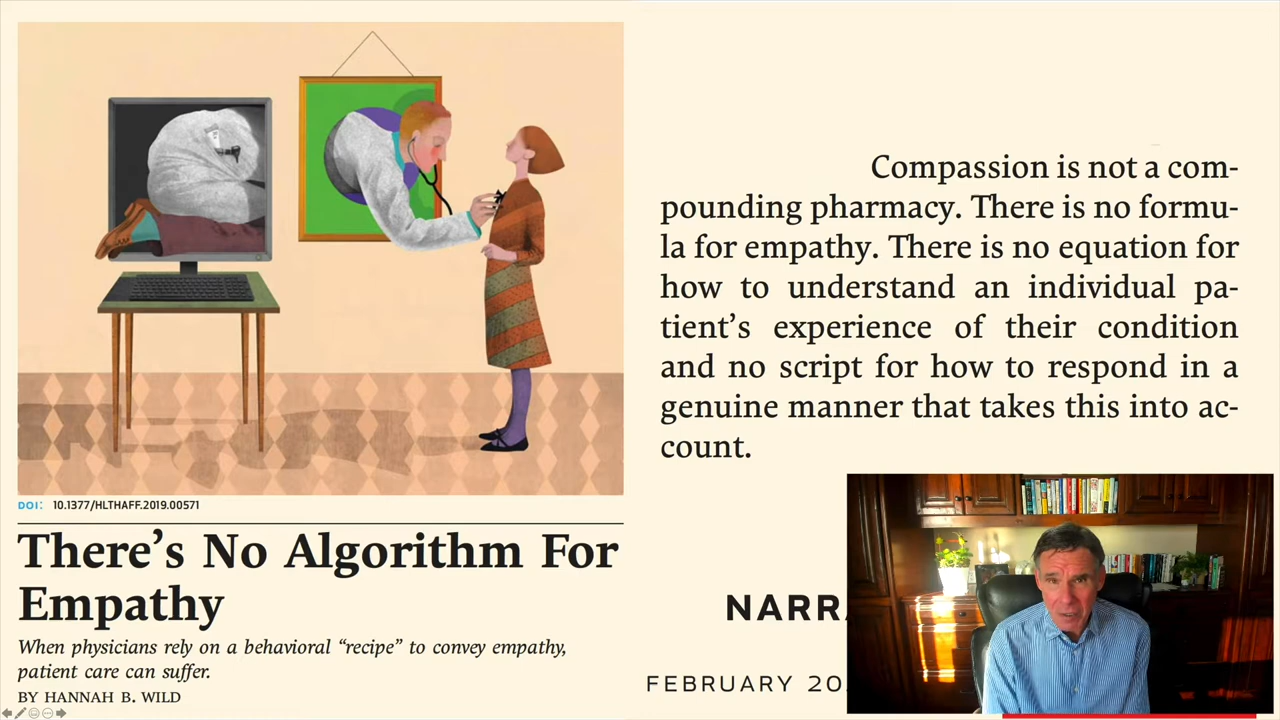 DOI: 10.1377/HLTHAFF.2019.00571
There's No Algorithm For
Empathy
When physicians rely on a behavioral “recipe” to convey empathy,
patient care can suffer.
BY HANNAH B. WILD
Compassion is not a com-
pounding pharmacy. There is no formu-
la for empathy. There is no equation for
how to understand an individual pa-
tient’s experience of their condition
and no script for how to respond in a
genuine manner that takes this into ac-
count.
NARRA
FEBRUARY 20